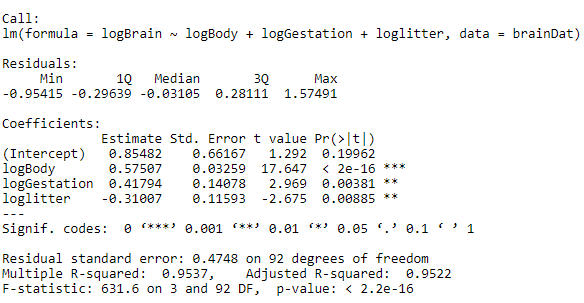 Call:
lm(formula = logBrain ~ logBody + logGestation + loglitter, data = brainDat)
Residuals:
Min 1Q Median 3Q Max
-0.95415 -0.29639 -0.03105 0.28111 1.57491
Coefficients:
Estimate Std. Error t value Pr(>|t|)
(Intercept) 0.85482 0.66167 1.292 0.19962
logBody 0.57507 0.03259 17.647 < 2e-16 ***
logGestation 0.41794 0.14078 2.969 0.00381 **
loglitter -0.31007 0.11593 -2.675 0.00885 **
---
Signif. codes: 0 ‘***’ 0.001 ‘**’ 0.01 ‘*’ 0.05 ‘.’ 0.1 ‘ ’ 1
Residual standard error: 0.4748 on 92 degrees of freedom
Multiple R-squared: 0.9537, Adjusted R-squared: 0.9522
F-statistic: 631.6 on 3 and 92 DF, p-value: < 2.2e-16